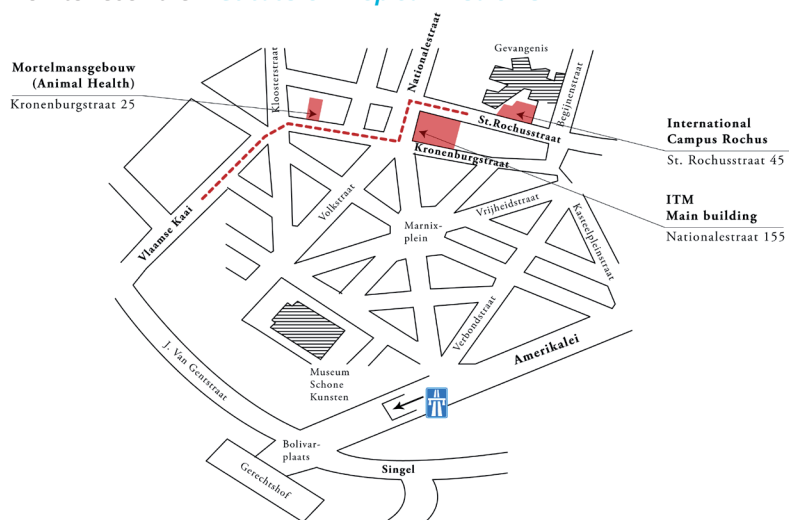 Nationalestraat
Kloosterstraat
Gevangenis
Begijnenstraat
Mortelmansgebouw
(Animal Health)
Kronenburgstraat 25
St.Rochusstraat
International
Campus Rochus
St. Rochusstraat 45
Kronenburgstraat
ITM
Main building
Nationalestraat 155
Volkstraat
Vrijheidstraat
Kasteelpleinstraat
Vlaamse Kaai
Marnix-
plein
Verbondstraat
Amerikalei
J. Van Gentstraat
Museum
Schone
Kunsten
Bolivar-
plaats
Singel
Gerechtshof